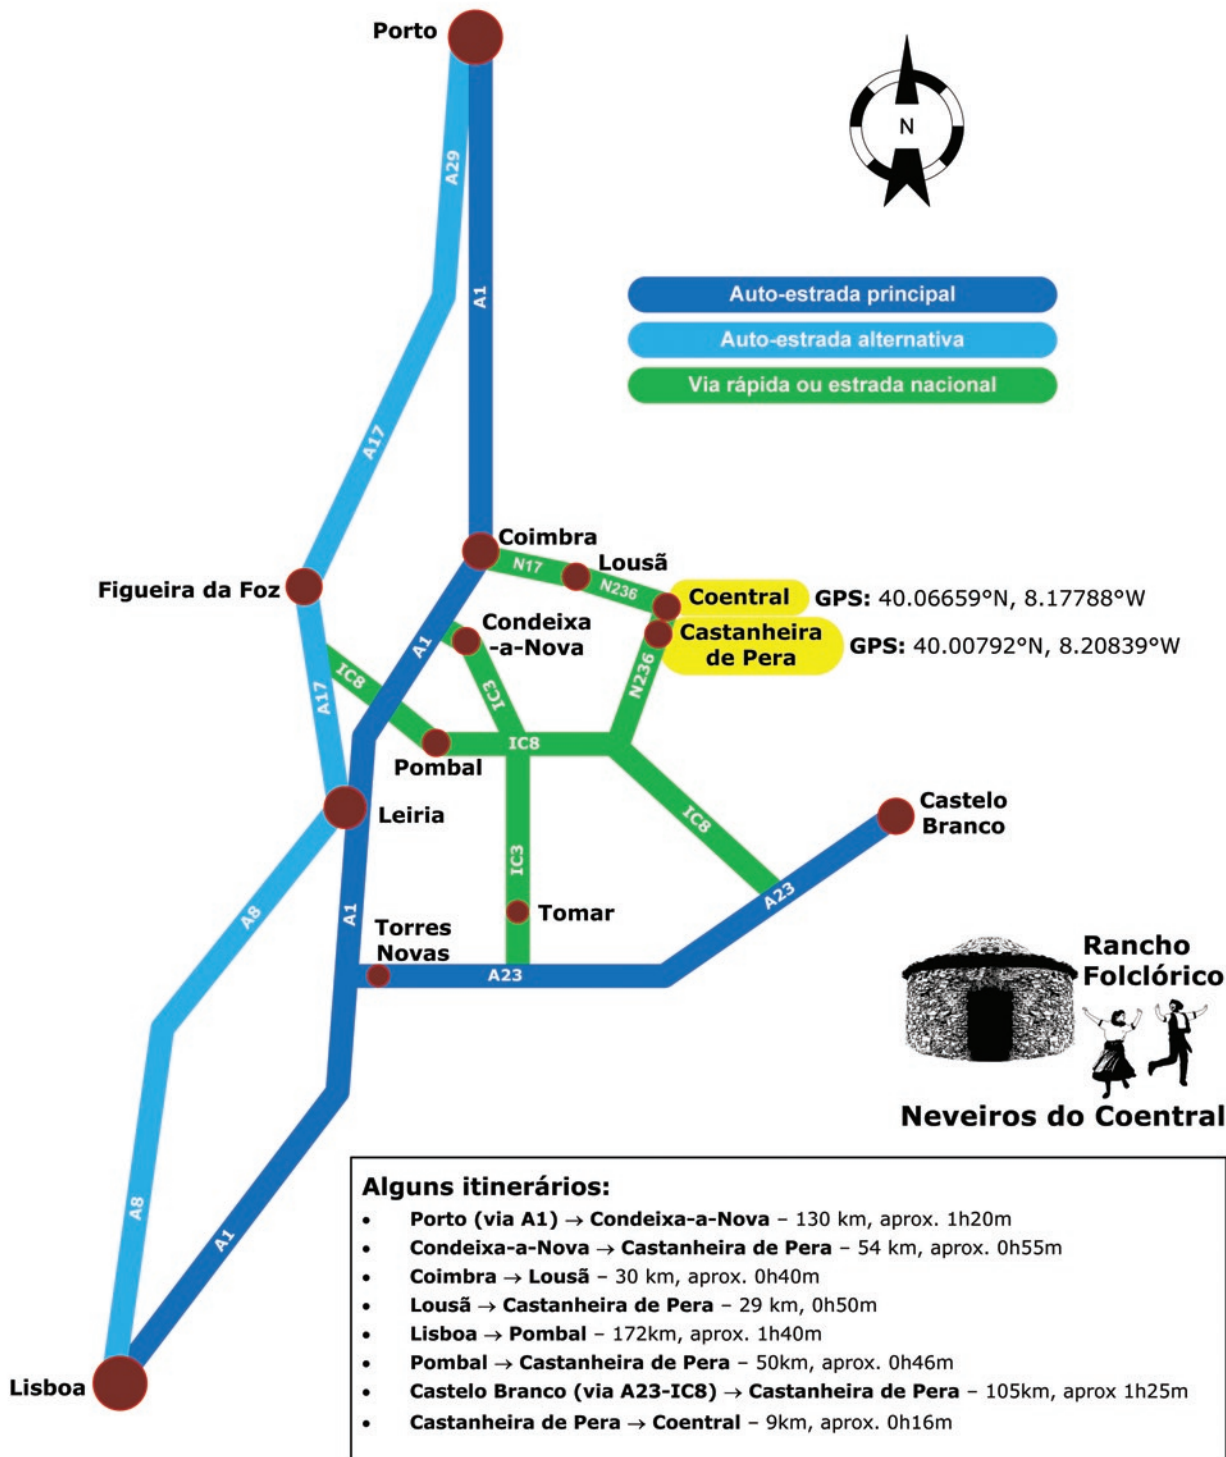 Porto
N
A29
A1
Auto-estrada principal
Auto-estrada alternativa
Via rápida ou estrada nacional
A17
Coimbra
N17
Lousã
N236
Figueira da Foz
Coentral
GPS: 40.06659°N, 8.17788°W
Condeixa
-a-Nova
A1
Castanheira
de Pera
GPS: 40.00792°N, 8.20839°W
IC8
A17
IC3
N236
IC8
Pombal
Leiria
IC8
Castelo
Branco
IC3
A23
A8
A1
Tomar
Torres
Novas
A23
Rancho
Folclórico
Neveiros do Coentral
A8
A1
Lisboa
Alguns itinerários:
• Porto (via A1) → Condeixa-a-Nova – 130 km, aprox. 1h20m
• Condeixa-a-Nova → Castanheira de Pera – 54 km, aprox. 0h55m
• Coimbra → Lousã – 30 km, aprox. 0h40m
• Lousã → Castanheira de Pera – 29 km, 0h50m
• Lisboa → Pombal – 172km, aprox. 1h40m
• Pombal → Castanheira de Pera – 50km, aprox. 0h46m
• Castelo Branco (via A23-IC8) → Castanheira de Pera – 105km, aprox 1h25m
• Castanheira de Pera → Coentral – 9km, aprox. 0h16m